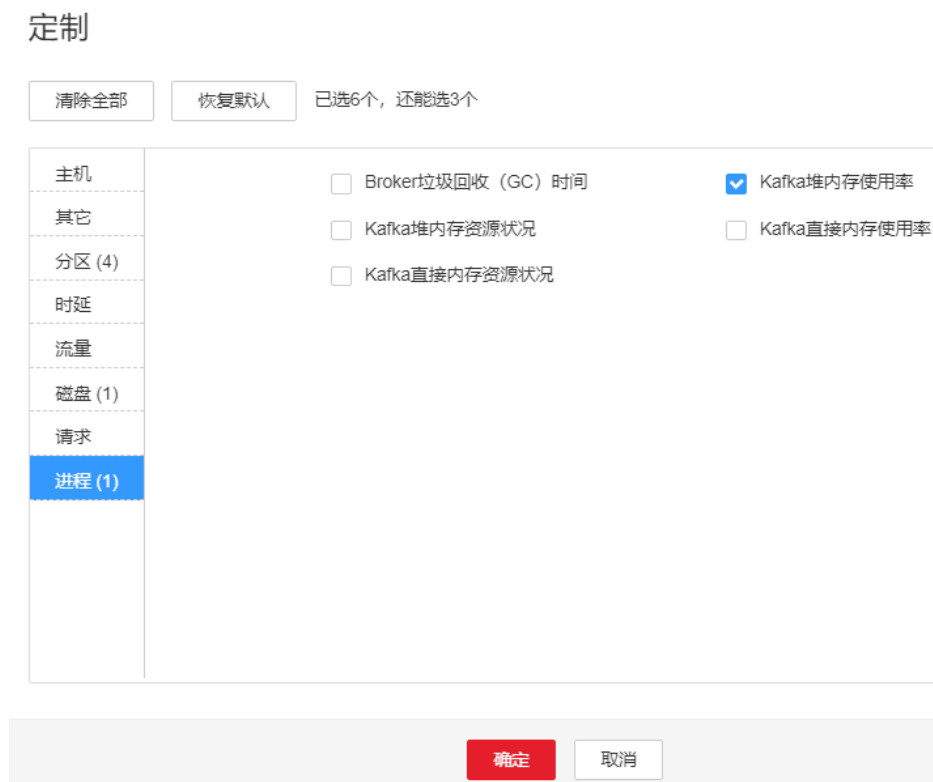 定制
清除全部 恢复默认 已选6个，还能选3个
主机
其它
分区 (4)
时延
流量
磁盘 (1)
请求
进程 (1)
Broker垃圾回收（GC）时间 Kafka堆内存使用率
Kafka堆内存资源状况 Kafka直接内存使用率
Kafka直接内存资源状况
确定 取消